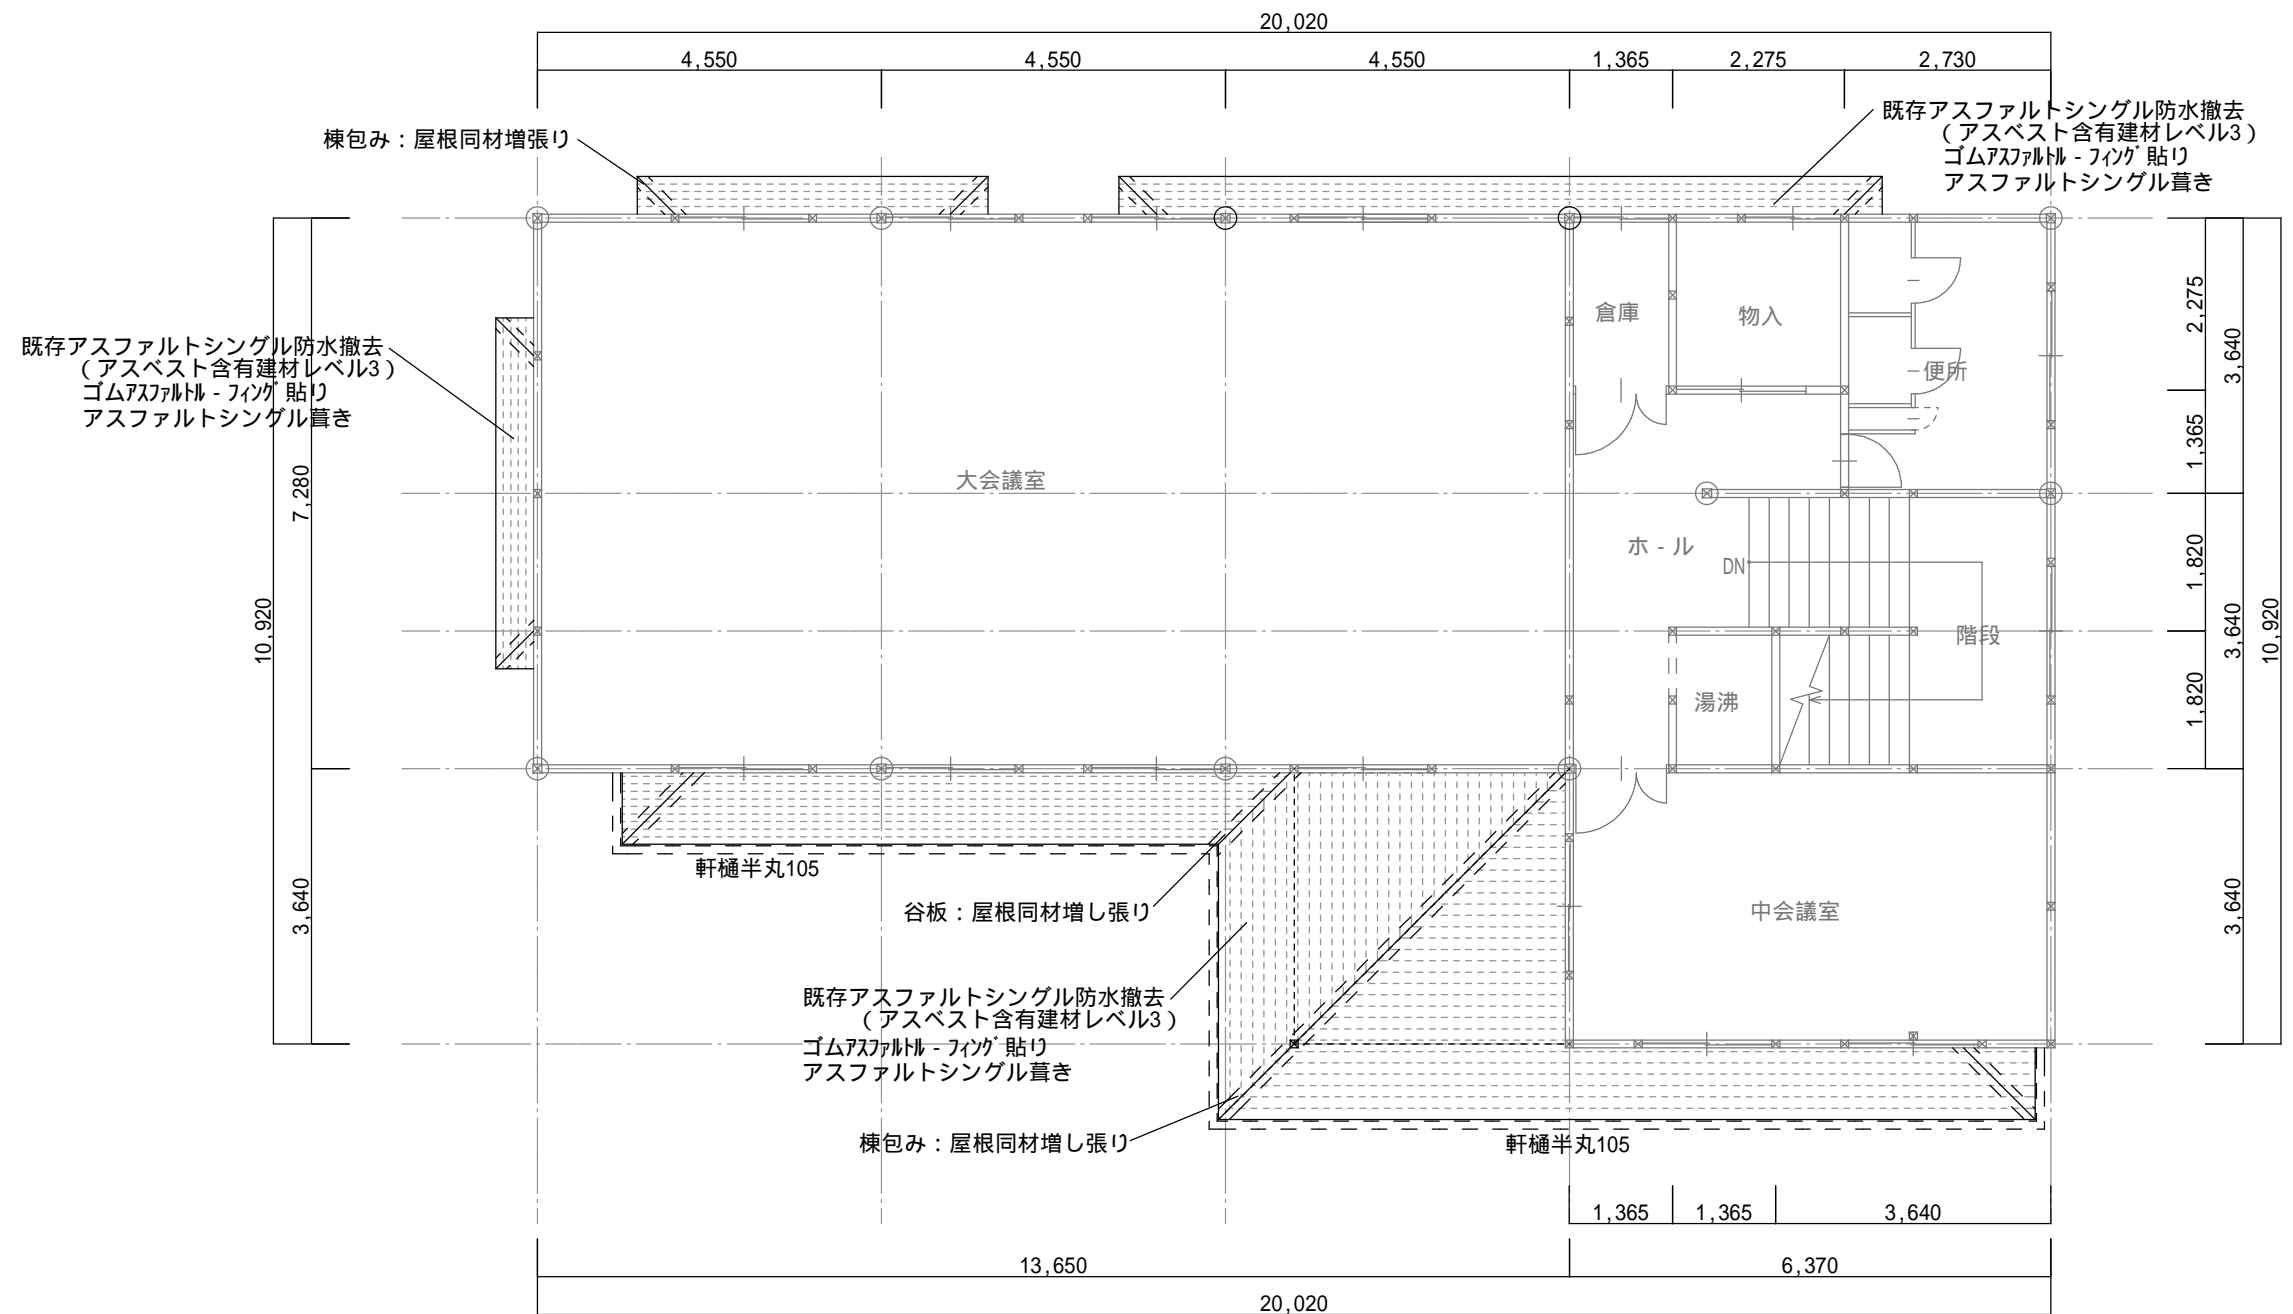 20,020
4,550
4,550
4,550
1,365
2,275
2,730
棟包み：屋根同材増張り
既存アスファルトシングル防水撤去
（アスベスト含有建材レベル3）
ゴムｱｽﾌｧﾙﾄﾙ-ﾌｨﾝｸﾞ貼り
アスファルトシングル葺き
既存アスファルトシングル防水撤去
（アスベスト含有建材レベル3）
ゴムｱｽﾌｧﾙﾄﾙ-ﾌｨﾝｸﾞ貼り
アスファルトシングル葺き
倉庫
物入
便所
大会議室
ホ-ル
DN
階段
湯沸
中会議室
10,920
7,280
3,640
2,275
1,365
1,820
1,820
3,640
3,640
3,640
10,920
軒樋半丸105
谷板：屋根同材増し張り
既存アスファルトシングル防水撤去
（アスベスト含有建材レベル3）
ゴムｱｽﾌｧﾙﾄﾙ-ﾌｨﾝｸﾞ貼り
アスファルトシングル葺き
棟包み：屋根同材増し張り
軒樋半丸105
1,365
1,365
3,640
13,650
6,370
20,020